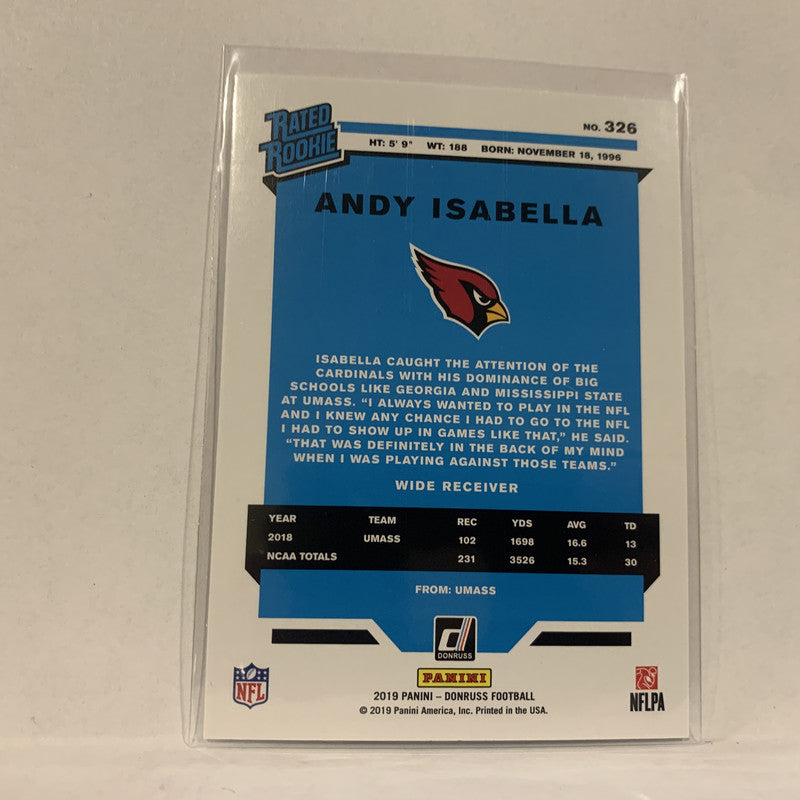 RATED
ROOKIE
NO. 326
HT: 5' 9" WT: 188 BORN: NOVEMBER 18, 1996
ANDY ISABELLA
ISABELLA CAUGHT THE ATTENTION OF THE
CARDINALS WITH HIS DOMINANCE OF BIG
SCHOOLS LIKE GEORGIA AND MISSISSIPPI STATE
AT UMASS. “I ALWAYS WANTED TO PLAY IN THE NFL
AND I KNEW ANY CHANCE I HAD TO GO TO THE NFL
I HAD TO SHOW UP IN GAMES LIKE THAT,” HE SAID.
“THAT WAS DEFINITELY IN THE BACK OF MY MIND
WHEN I WAS PLAYING AGAINST THOSE TEAMS.”
WIDE RECEIVER
YEAR TEAM REC YDS AVG TD
2018 UMASS 102 1698 16.6 13
NCAA TOTALS 231 3526 15.3 30
FROM: UMASS
d
DONRUSS
PANINI
NFL
NFLPA
2019 PANINI – DONRUSS FOOTBALL
© 2019 Panini America, Inc. Printed in the USA.